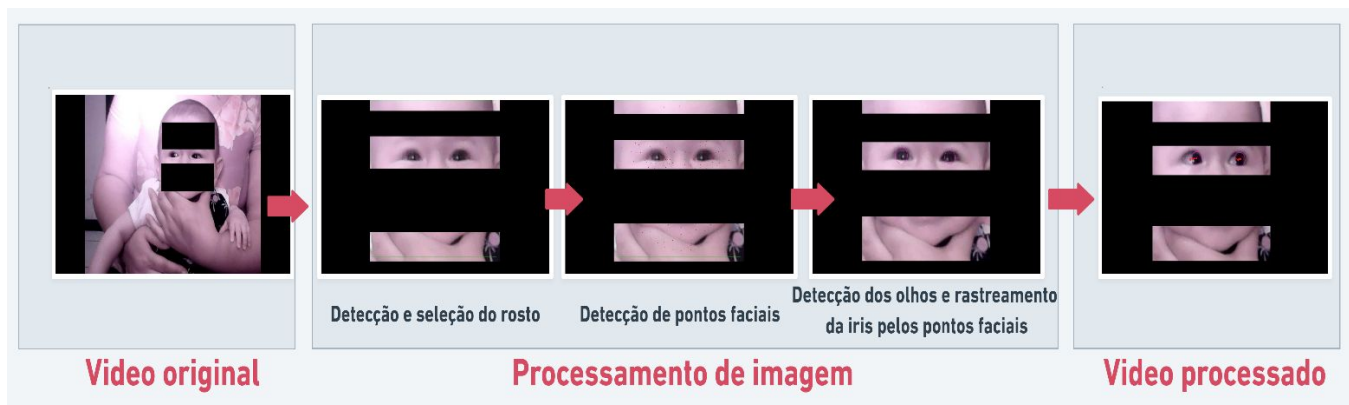 Detecção e seleção do rosto
Detecção de pontos faciais
Detecção dos olhos e rastreamento
da iris pelos pontos faciais
Video original
Processamento de imagem
Video processado